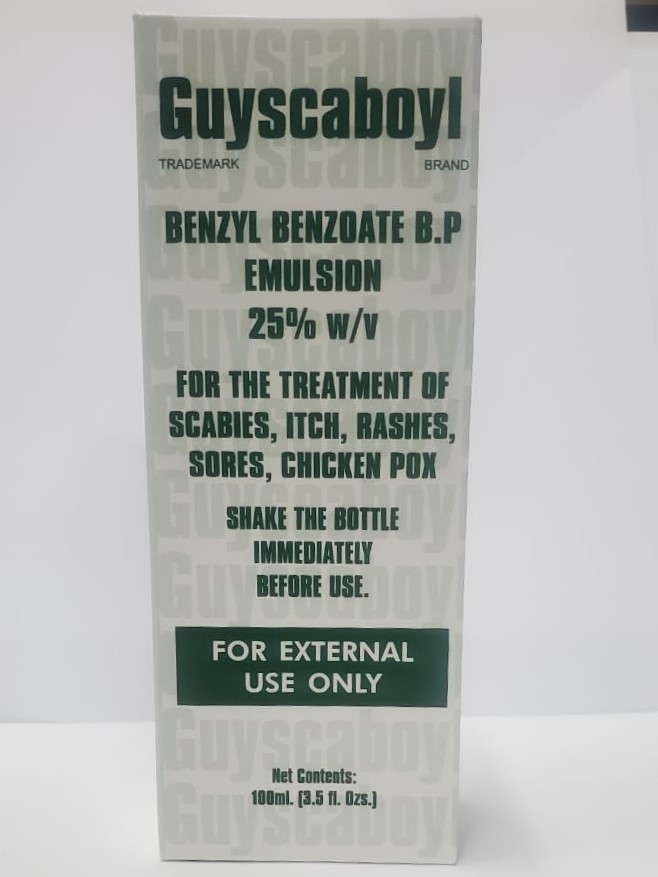 Guyscaboyl
TRADEMARK BRAND
BENZYL BENZOATE B.P
EMULSION
25% w/v
FOR THE TREATMENT OF
SCABIES, ITCH, RASHES,
SORES, CHICKEN POX
SHAKE THE BOTTLE
IMMEDIATELY
BEFORE USE.
FOR EXTERNAL
USE ONLY
Net Contents:
100ml. (3.5 fl. Ozs.)